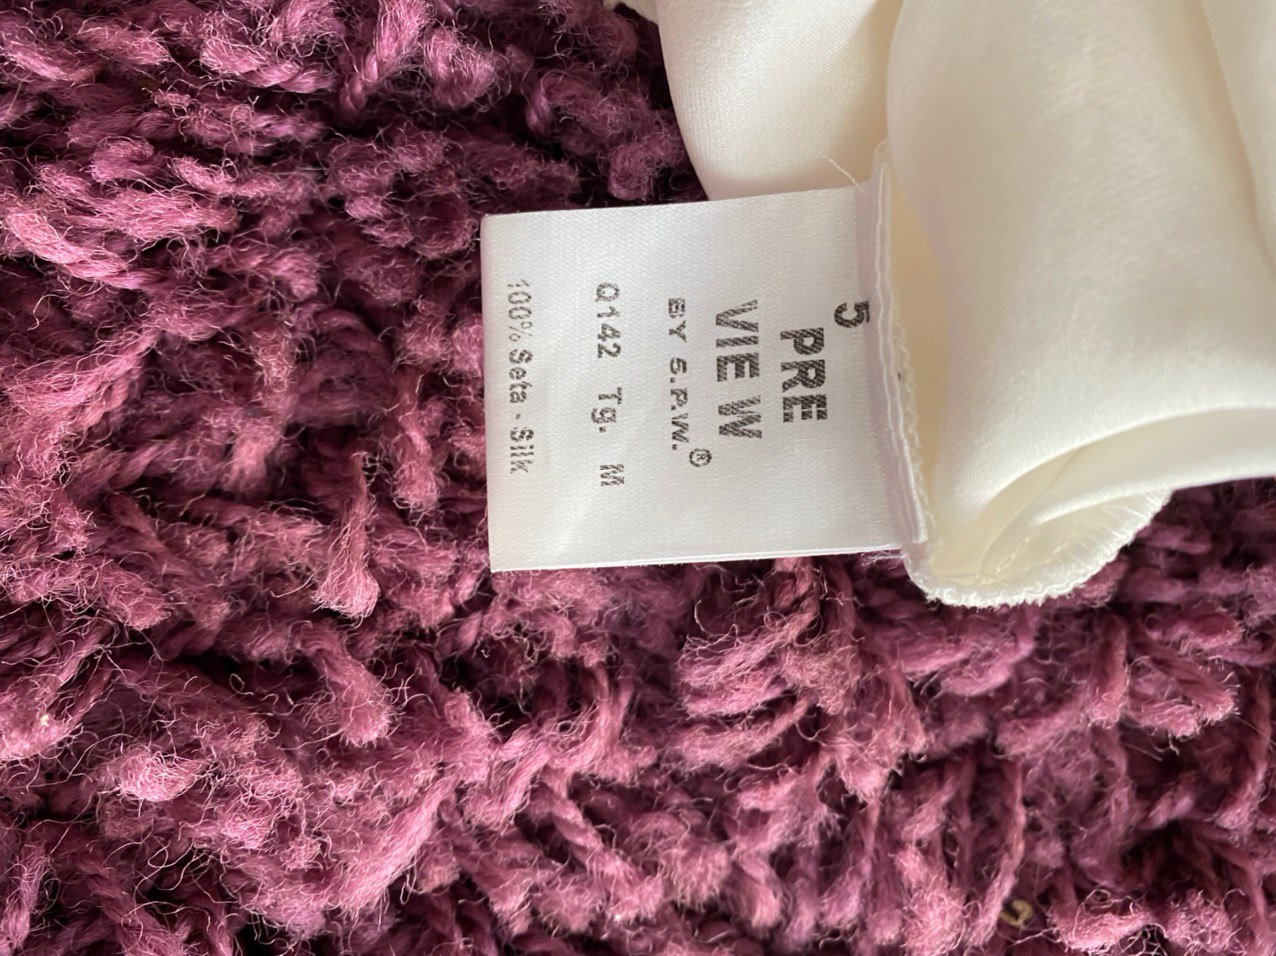 5
PRE
VIEW
BY 5.P.W.®
Q142 Tg. M
100% Seta - Silk